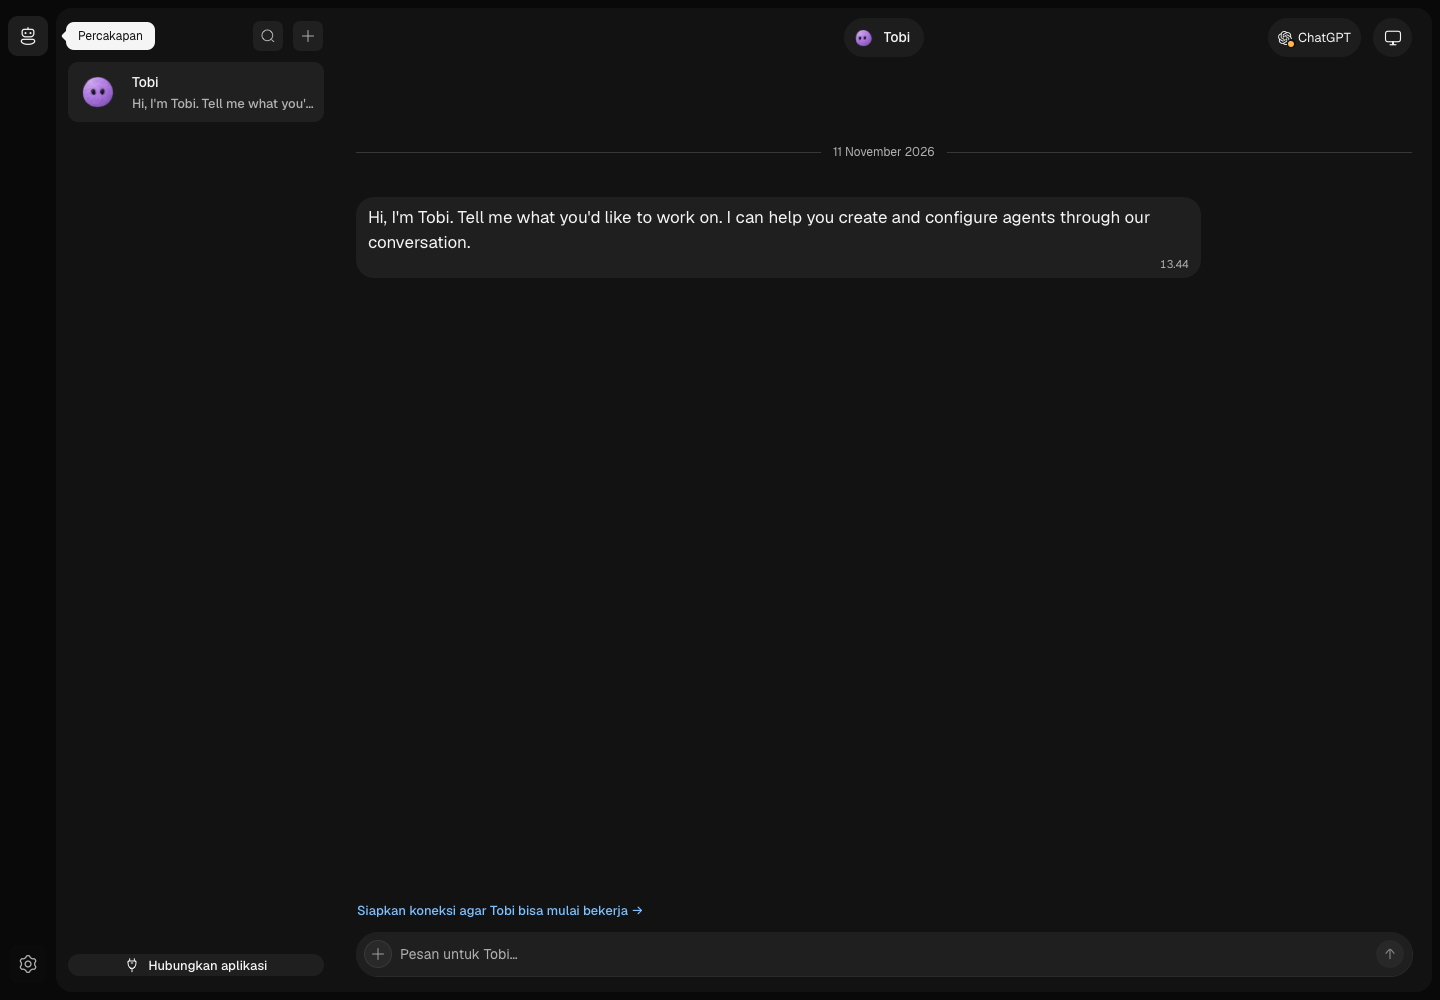 Percakapan
Tobi
Hi, I'm Tobi. Tell me what you'...
Hubungkan aplikasi
Tobi
ChatGPT
11 November 2026
Hi, I'm Tobi. Tell me what you'd like to work on. I can help you create and configure agents through our
conversation.
13.44
Siapkan koneksi agar Tobi bisa mulai bekerja →
Pesan untuk Tobi...